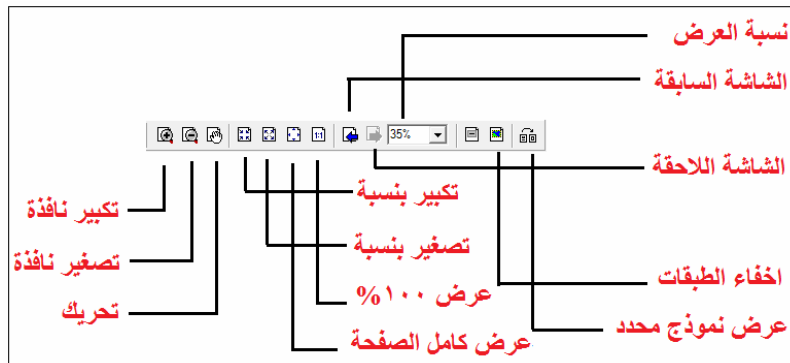 نسبة العرض
الشاشة السابقة
35%
1:1
الشاشة اللاحقة
تكبير بنسبة
تكبير نافذة
تصغير بنسبة
تصغير نافذة
اخفاء الطبقات
عرض ١٠٠%
تحريك
عرض نموذج محدد
عرض كامل الصفحة